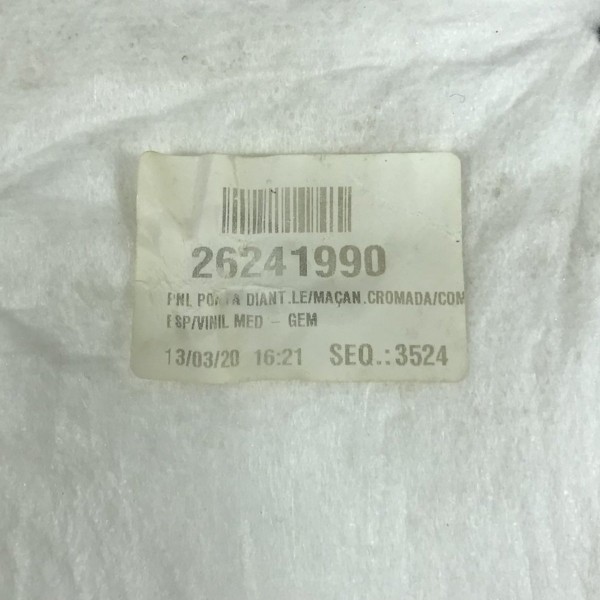 26241990
PNL PORTA DIANT.LE/MAÇAN.CROMADA/COM
ESP/VINIL MED - GEM
13/03/20 16:21 SEQ.:3524